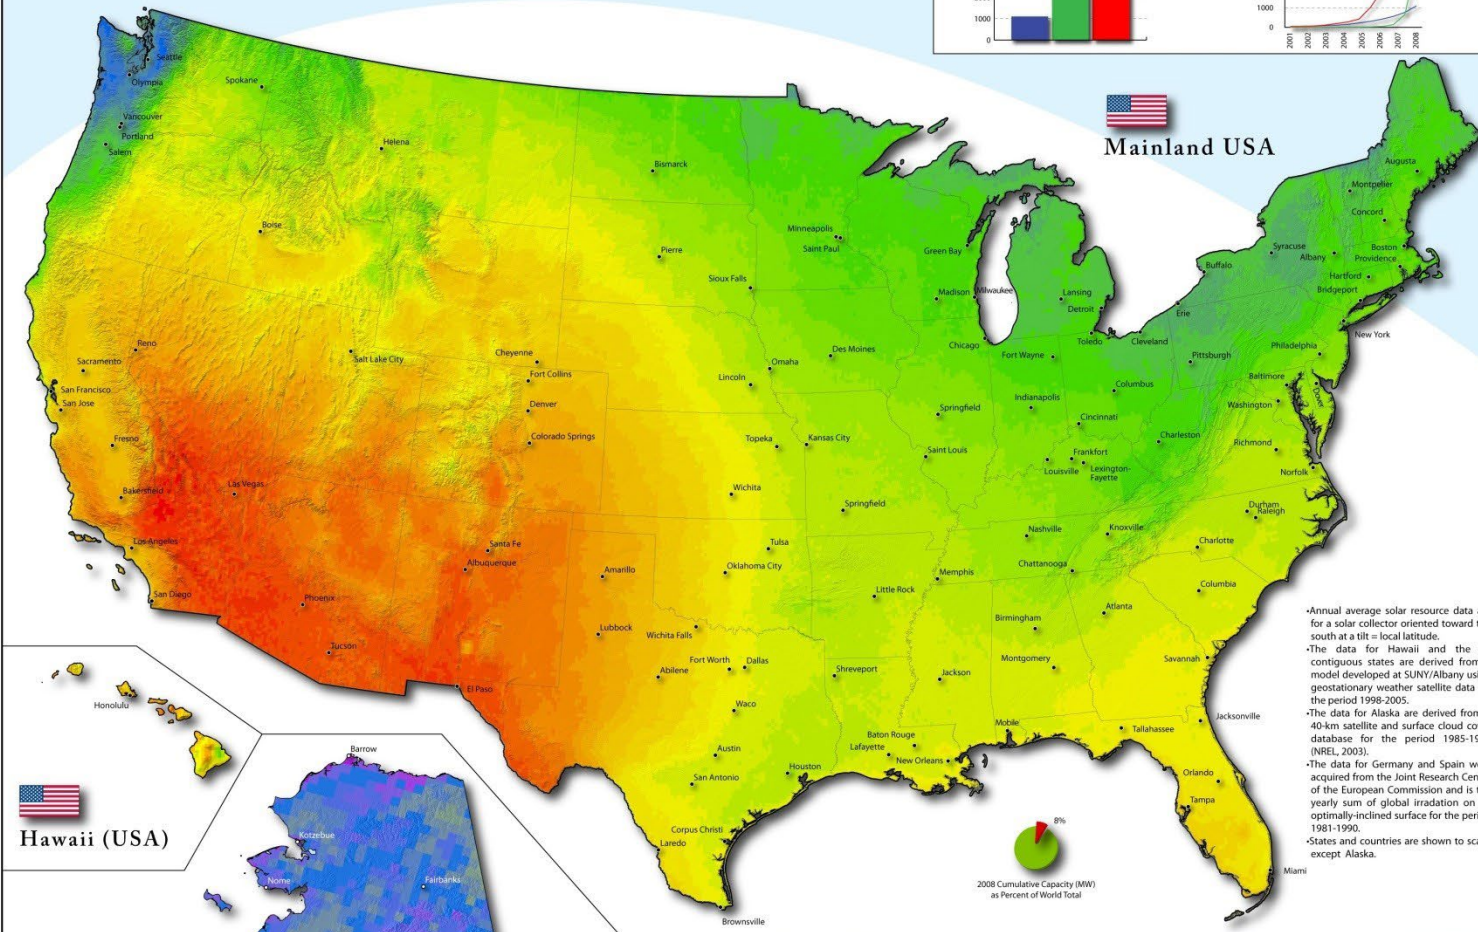 1000
0
1000
0
2001
2002
2003
2004
2005
2006
2007
2008
Mainland USA
Seattle
Olympia
Spokane
Vancouver
Portland
Salem
Helena
Bismarck
Augusta
Montpelier
Concord
Boise
Minneapolis
Saint Paul
Pierre
Green Bay
Syracuse
Albany
Boston
Providence
Buffalo
Hartford
Bridgeport
Sioux Falls
Madison
Milwaukee
Lansing
Detroit
Erie
New York
Reno
Sacramento
Salt Lake City
Cheyenne
Fort Collins
Omaha
Des Moines
Chicago
Fort Wayne
Toledo
Cleveland
Pittsburgh
Philadelphia
San Francisco
San Jose
Denver
Lincoln
Columbus
Baltimore
Dover
Washington
Indianapolis
Springfield
Cincinnati
Fresno
Colorado Springs
Topeka
Kansas City
Saint Louis
Frankfort
Louisville
Lexington-
Fayette
Charleston
Richmond
Norfolk
Bakersfield
Las Vegas
Wichita
Springfield
Durham
Raleigh
Los Angeles
Santa Fe
Albuquerque
Tulsa
Nashville
Knoxville
Charlotte
Amarillo
Oklahoma City
Memphis
Chattanooga
San Diego
Phoenix
Little Rock
Columbia
Atlanta
Birmingham
Lubbock
Wichita Falls
Tucson
Fort Worth
Dallas
Abilene
Shreveport
Jackson
Montgomery
Savannah
El Paso
Waco
Jacksonville
Mobile
Tallahassee
Baton Rouge
Lafayette
New Orleans
Austin
Houston
San Antonio
Orlando
Tampa
Corpus Christi
Laredo
Miami
Brownsville
•Annual average solar resource data
for a solar collector oriented toward
south at a tilt = local latitude.
•The data for Hawaii and the
contiguous states are derived from
model developed at SUNY/Albany
geostationary weather satellite data
the period 1998-2005.
•The data for Alaska are derived from
40-km satellite and surface cloud
database for the period
(NREL, 2003).
•The data for Germany and Spain
acquired from the Joint Research
of the European Commission and is
yearly sum of global irradation on
optimally-inclined surface for the
1981-1990.
•States and countries are shown to
except Alaska.
8%
2008 Cumulative Capacity (MW)
as Percent of World Total
Honolulu
Hawaii (USA)
Barrow
Kotzebue
Nome
Fairbanks